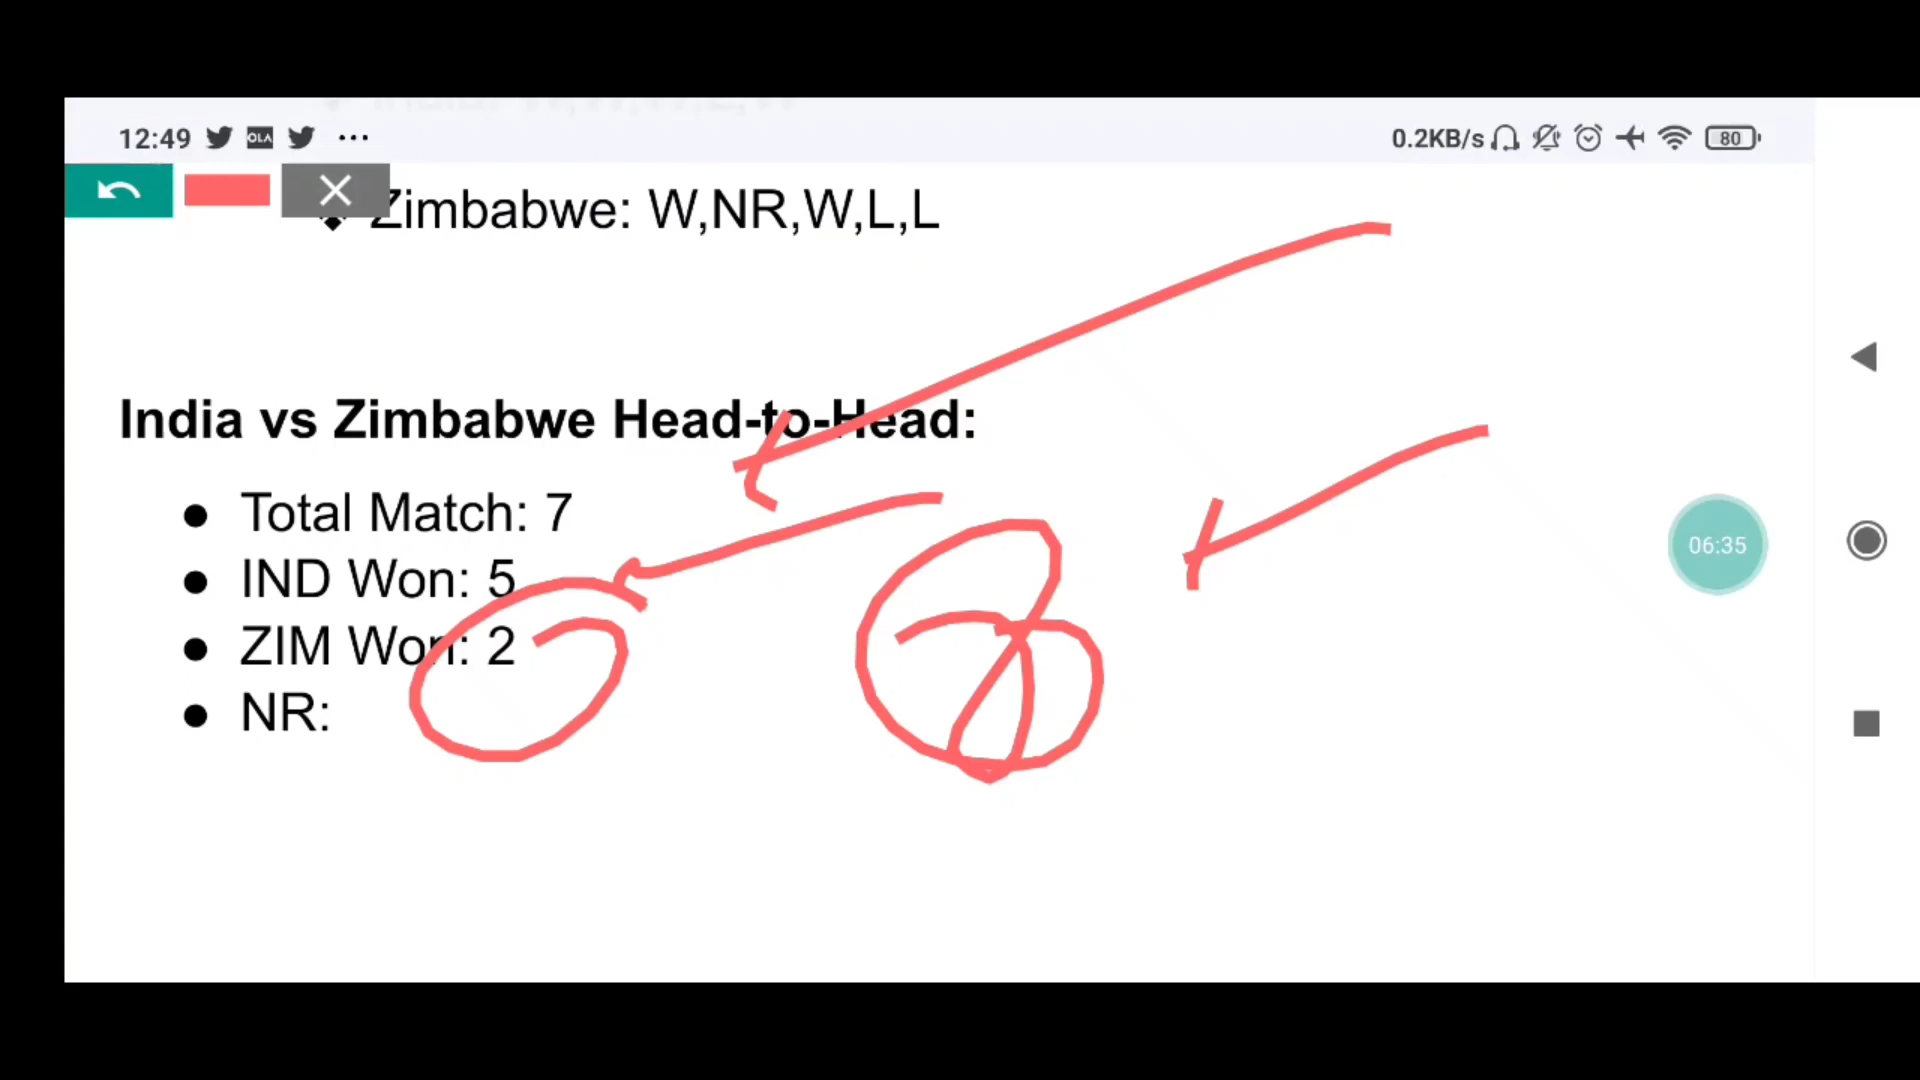 12:49 OLA ... 0.2KB/s 80
Zimbabwe: W,NR,W,L,L
India vs Zimbabwe Head-to-Head:
● Total Match: 7
● IND Won: 5
06:35
● ZIM Won: 2
● NR: